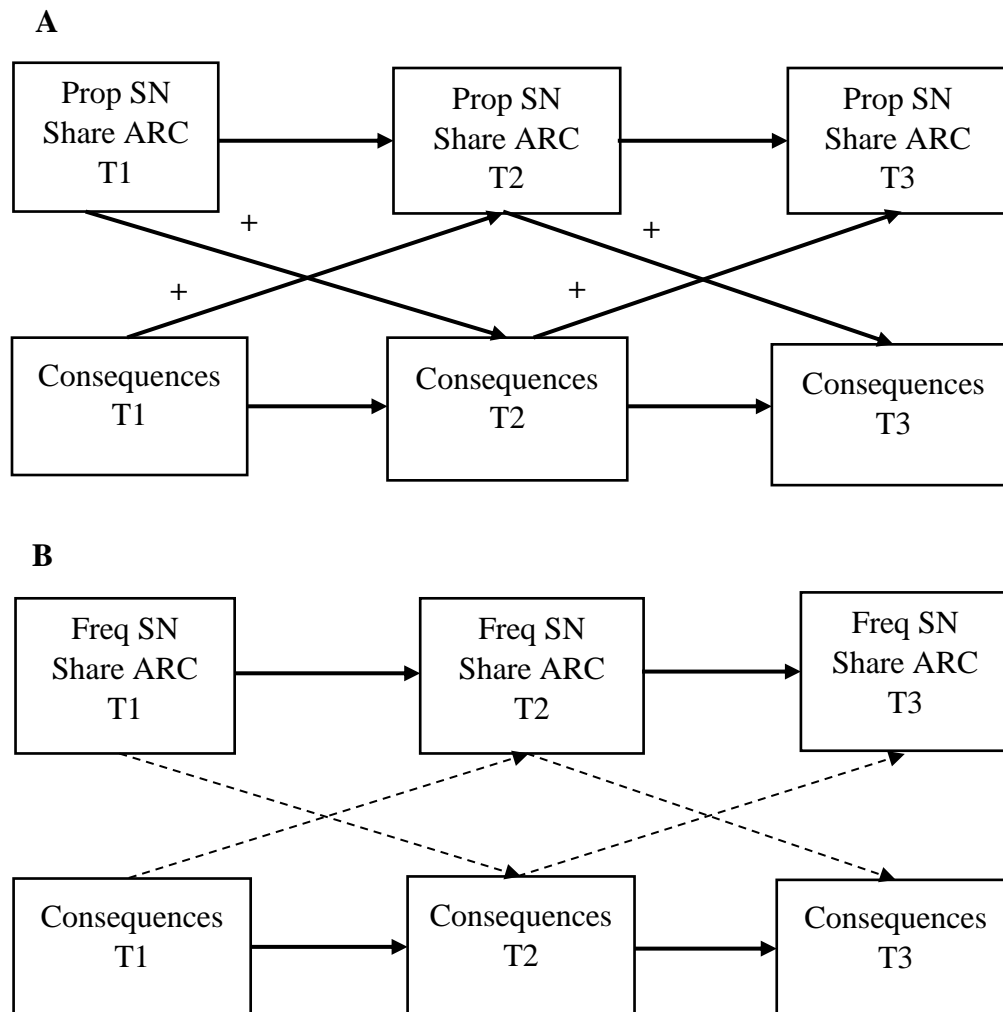 A
Prop SN
Share ARC
T1
Prop SN
Share ARC
T2
Prop SN
Share ARC
T3
+
+
+
+
Consequences
T1
Consequences
T2
Consequences
T3
B
Freq SN
Share ARC
T1
Freq SN
Share ARC
T2
Freq SN
Share ARC
T3
Consequences
T1
Consequences
T2
Consequences
T3